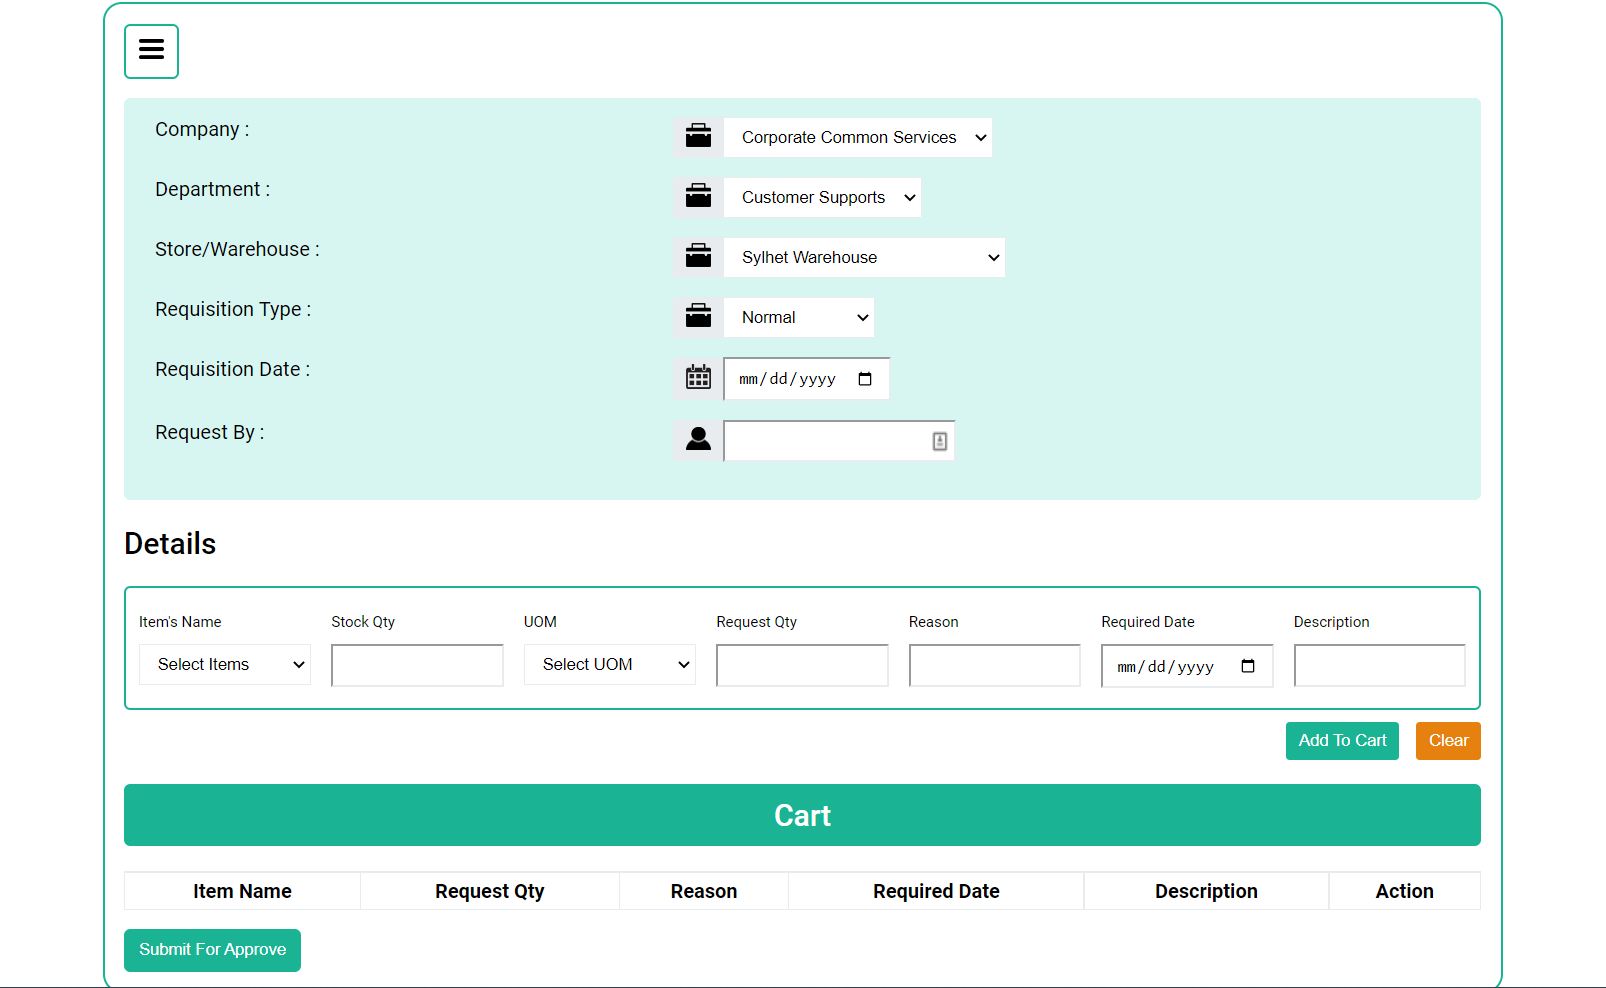 Company :
Corporate Common Services
Department :
Customer Supports
Store/Warehouse :
Sylhet Warehouse
Requisition Type :
Normal
Requisition Date :
mm/dd/yyyy
Request By :
Details
Item's Name Stock Qty UOM Request Qty Reason Required Date Description
Select Items Select UOM mm/dd/yyyy
Add To Cart Clear
Cart
Item Name Request Qty Reason Required Date Description Action
Submit For Approve